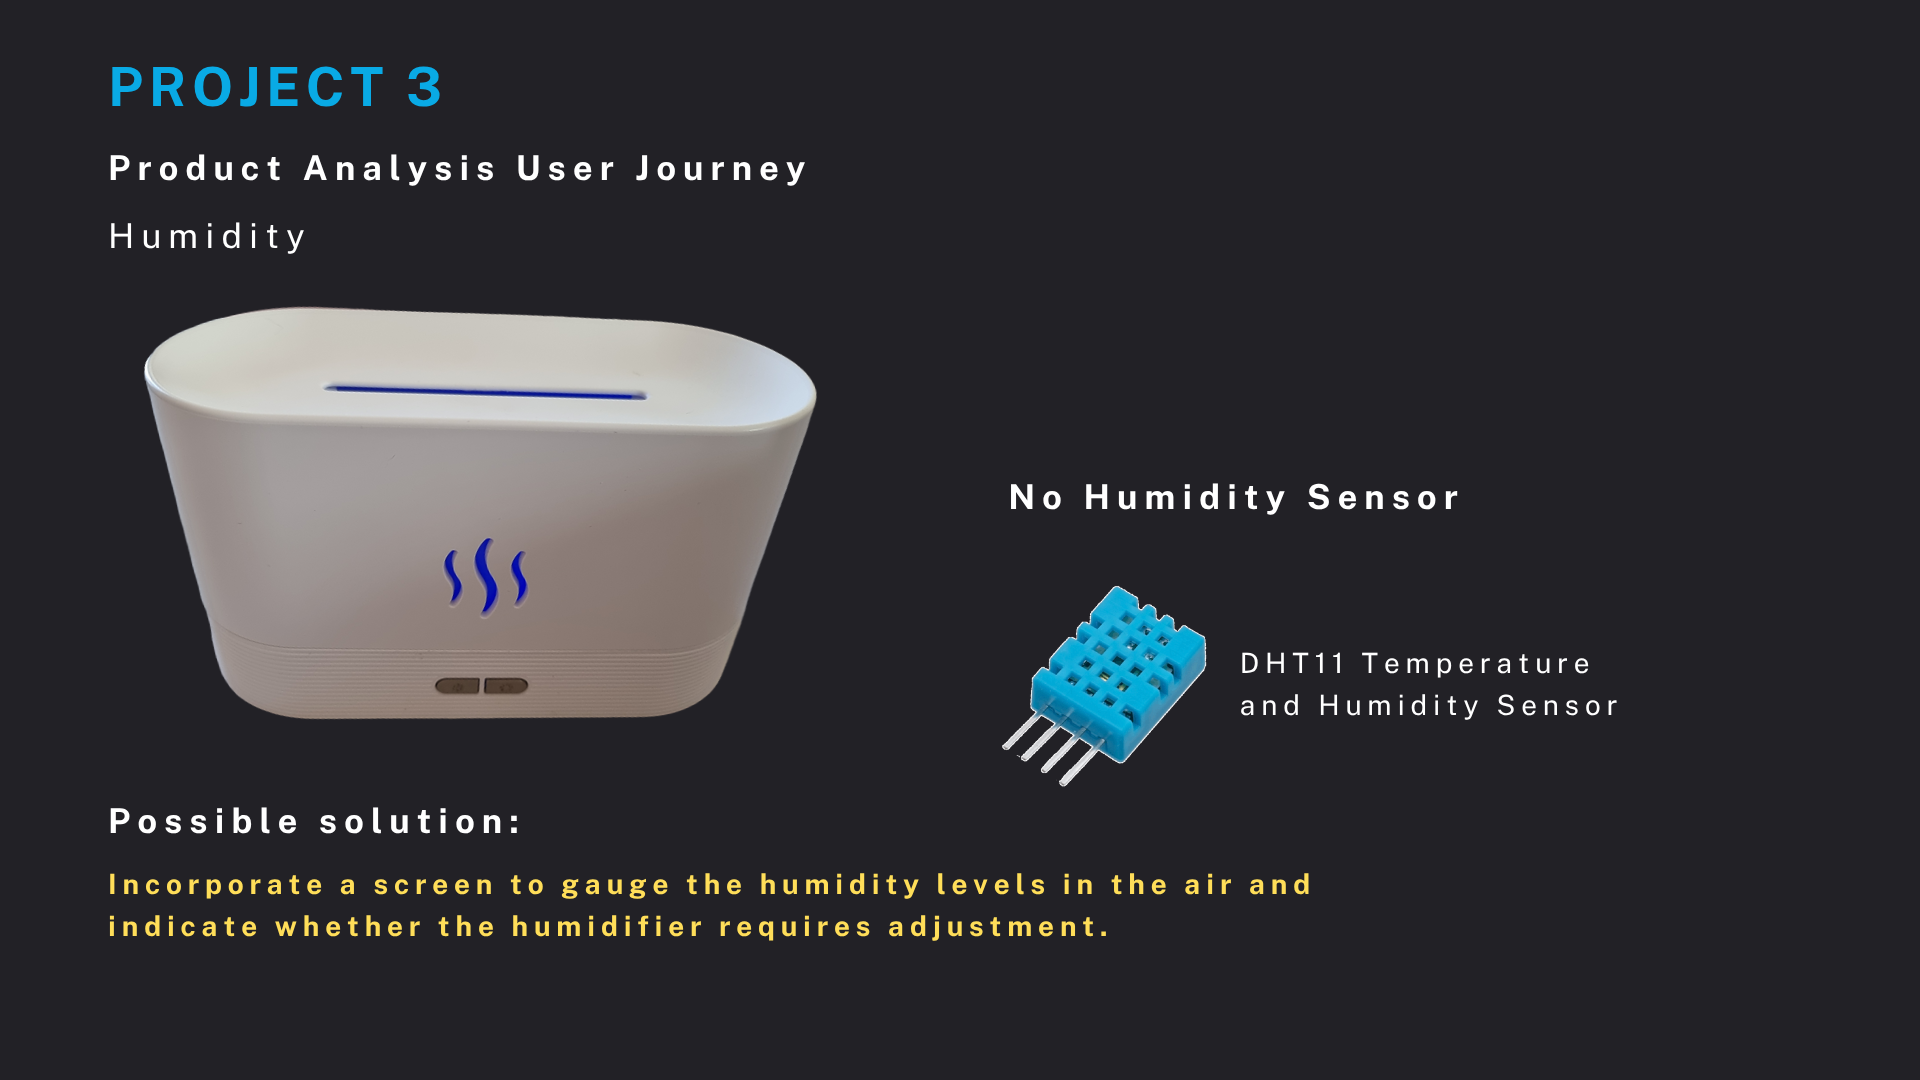 PROJECT 3
Product Analysis User Journey
Humidity
No Humidity Sensor
DHT11 Temperature
and Humidity Sensor
Possible solution:
Incorporate a screen to gauge the humidity levels in the air and
indicate whether the humidifier requires adjustment.